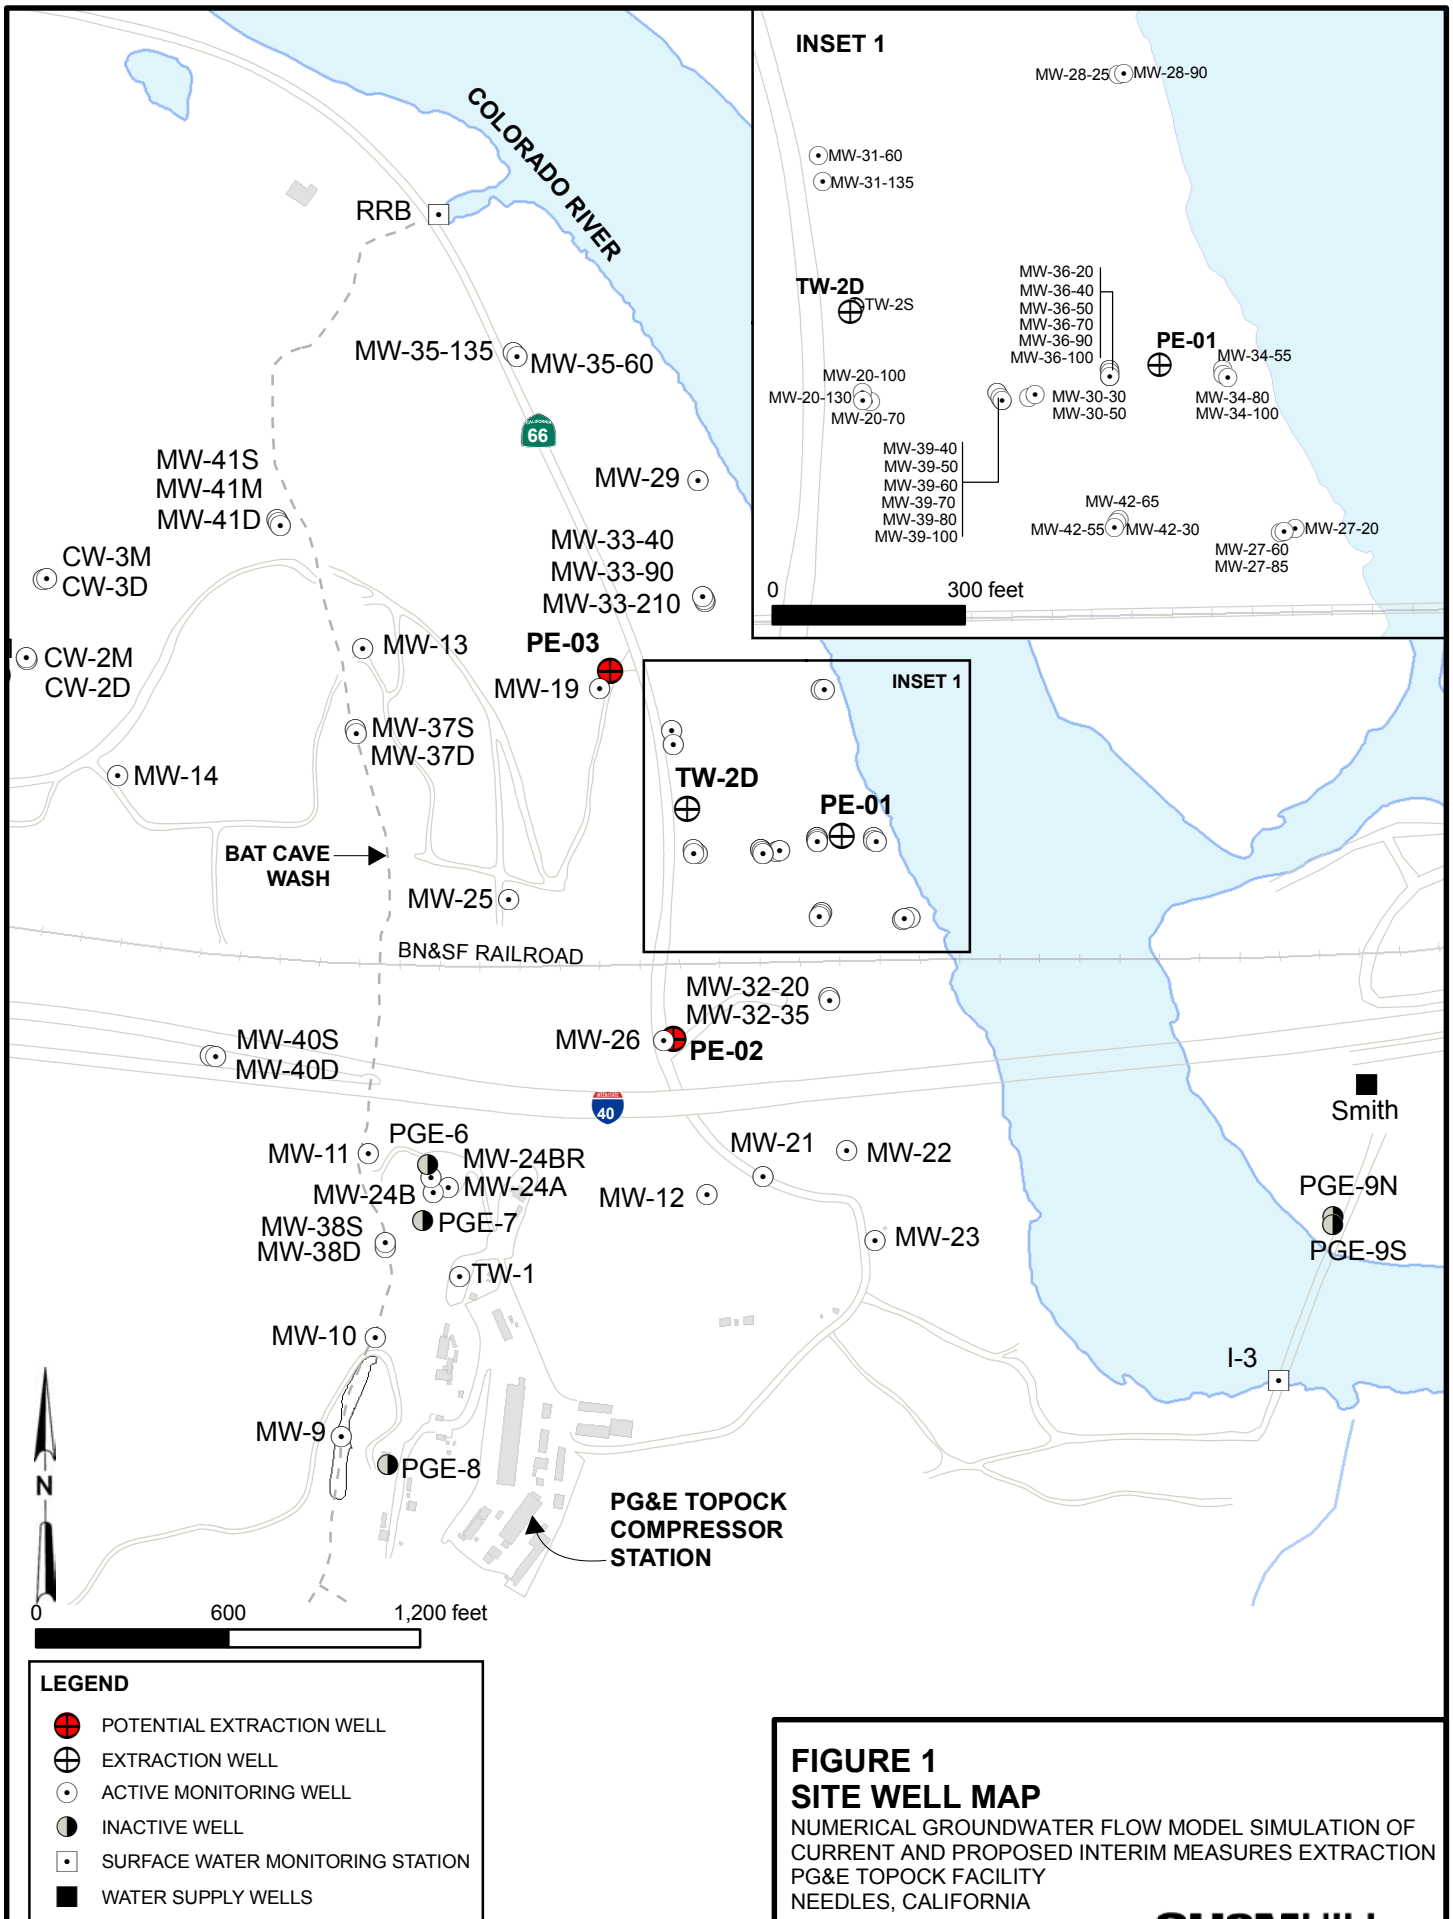 INSET 1
MW-28-25
MW-28-90
MW-31-60
MW-31-135
TW-2D
TW-2S
MW-36-20
MW-36-40
MW-36-50
MW-36-70
MW-36-90
MW-36-100
PE-01
MW-34-55
MW-34-80
MW-34-100
MW-20-100
MW-20-130
MW-20-70
MW-30-30
MW-30-50
MW-39-40
MW-39-50
MW-39-60
MW-39-70
MW-39-80
MW-39-100
MW-42-65
MW-42-55
MW-42-30
MW-27-20
MW-27-60
MW-27-85
0 300 feet
COLORADO RIVER
RRB
MW-35-135
MW-35-60
CALIFORNIA
66
MW-41S
MW-41M
MW-41D
MW-29
CW-3M
CW-3D
MW-33-40
MW-33-90
MW-33-210
PE-03
MW-13
CW-2M
CW-2D
MW-19
INSET 1
MW-37S
MW-37D
MW-14
TW-2D
PE-01
BAT CAVE
WASH
MW-25
BN&SF RAILROAD
MW-32-20
MW-32-35
MW-26
PE-02
MW-40S
MW-40D
INTERSTATE
40
Smith
PGE-6
MW-11
MW-24BR
MW-24A
MW-24B
MW-21
MW-22
MW-12
PGE-7
MW-38S
MW-38D
MW-23
PGE-9N
PGE-9S
TW-1
MW-10
I-3
MW-9
PGE-8
N
PG&E TOPOCK
COMPRESSOR
STATION
0 600 1,200 feet
LEGEND
POTENTIAL EXTRACTION WELL
EXTRACTION WELL
ACTIVE MONITORING WELL
INACTIVE WELL
SURFACE WATER MONITORING STATION
WATER SUPPLY WELLS
FIGURE 1
SITE WELL MAP
NUMERICAL GROUNDWATER FLOW MODEL SIMULATION OF
CURRENT AND PROPOSED INTERIM MEASURES EXTRACTION
PG&E TOPOCK FACILITY
NEEDLES, CALIFORNIA